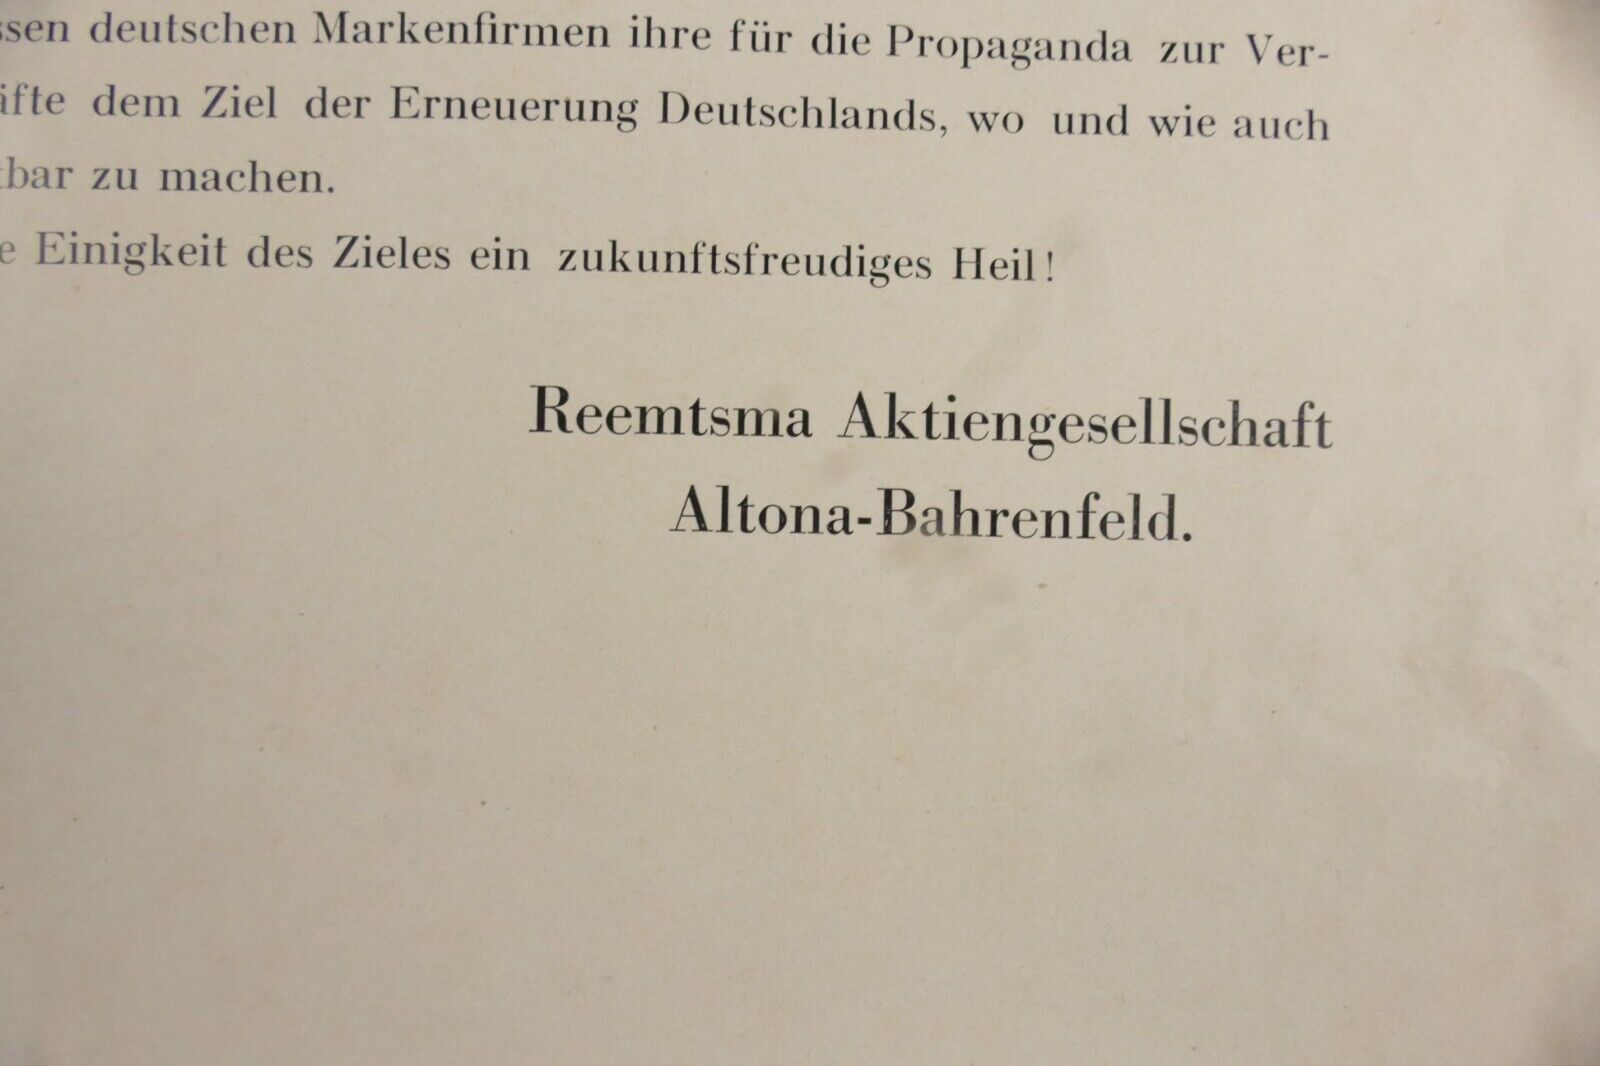 ssen deutschen Markenfirmen ihre für die Propaganda zur Ver-
äfte dem Ziel der Erneuerung Deutschlands, wo und wie auch
tbar zu machen.
e Einigkeit des Zieles ein zukunftsfreudiges Heil!
Reemtsma Aktiengesellschaft
Altona-Bahrenfeld.